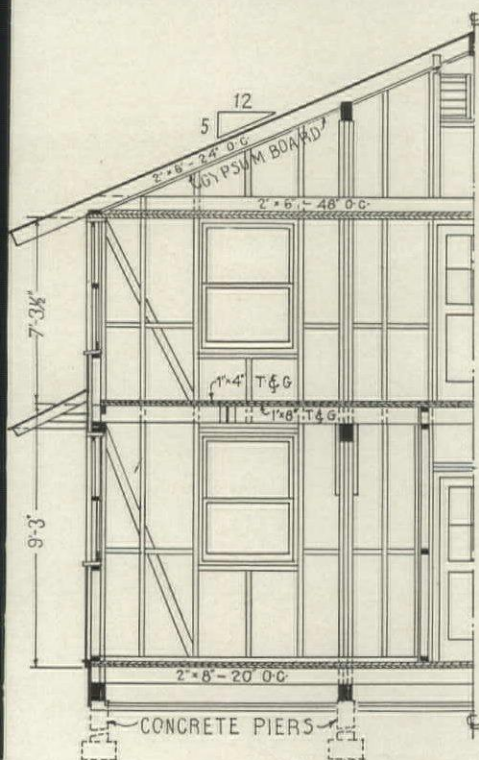 12
5
2"×6"-24" O.C.
GYPSUM BOARD
2"×6"-48" O.C.
7'-3½"
1"×4" T&G
1"×8" T&G
9'-3"
2"×8"-20" O.C.
CONCRETE PIERS